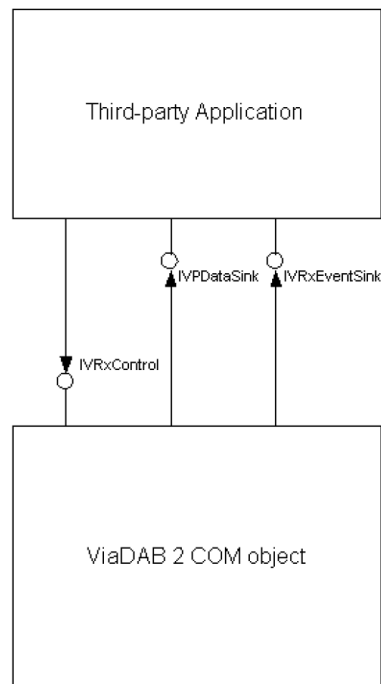 Third-party Application
IVPDataSink
IVRxEventSink
IVRxControl
ViaDAB 2 COM object